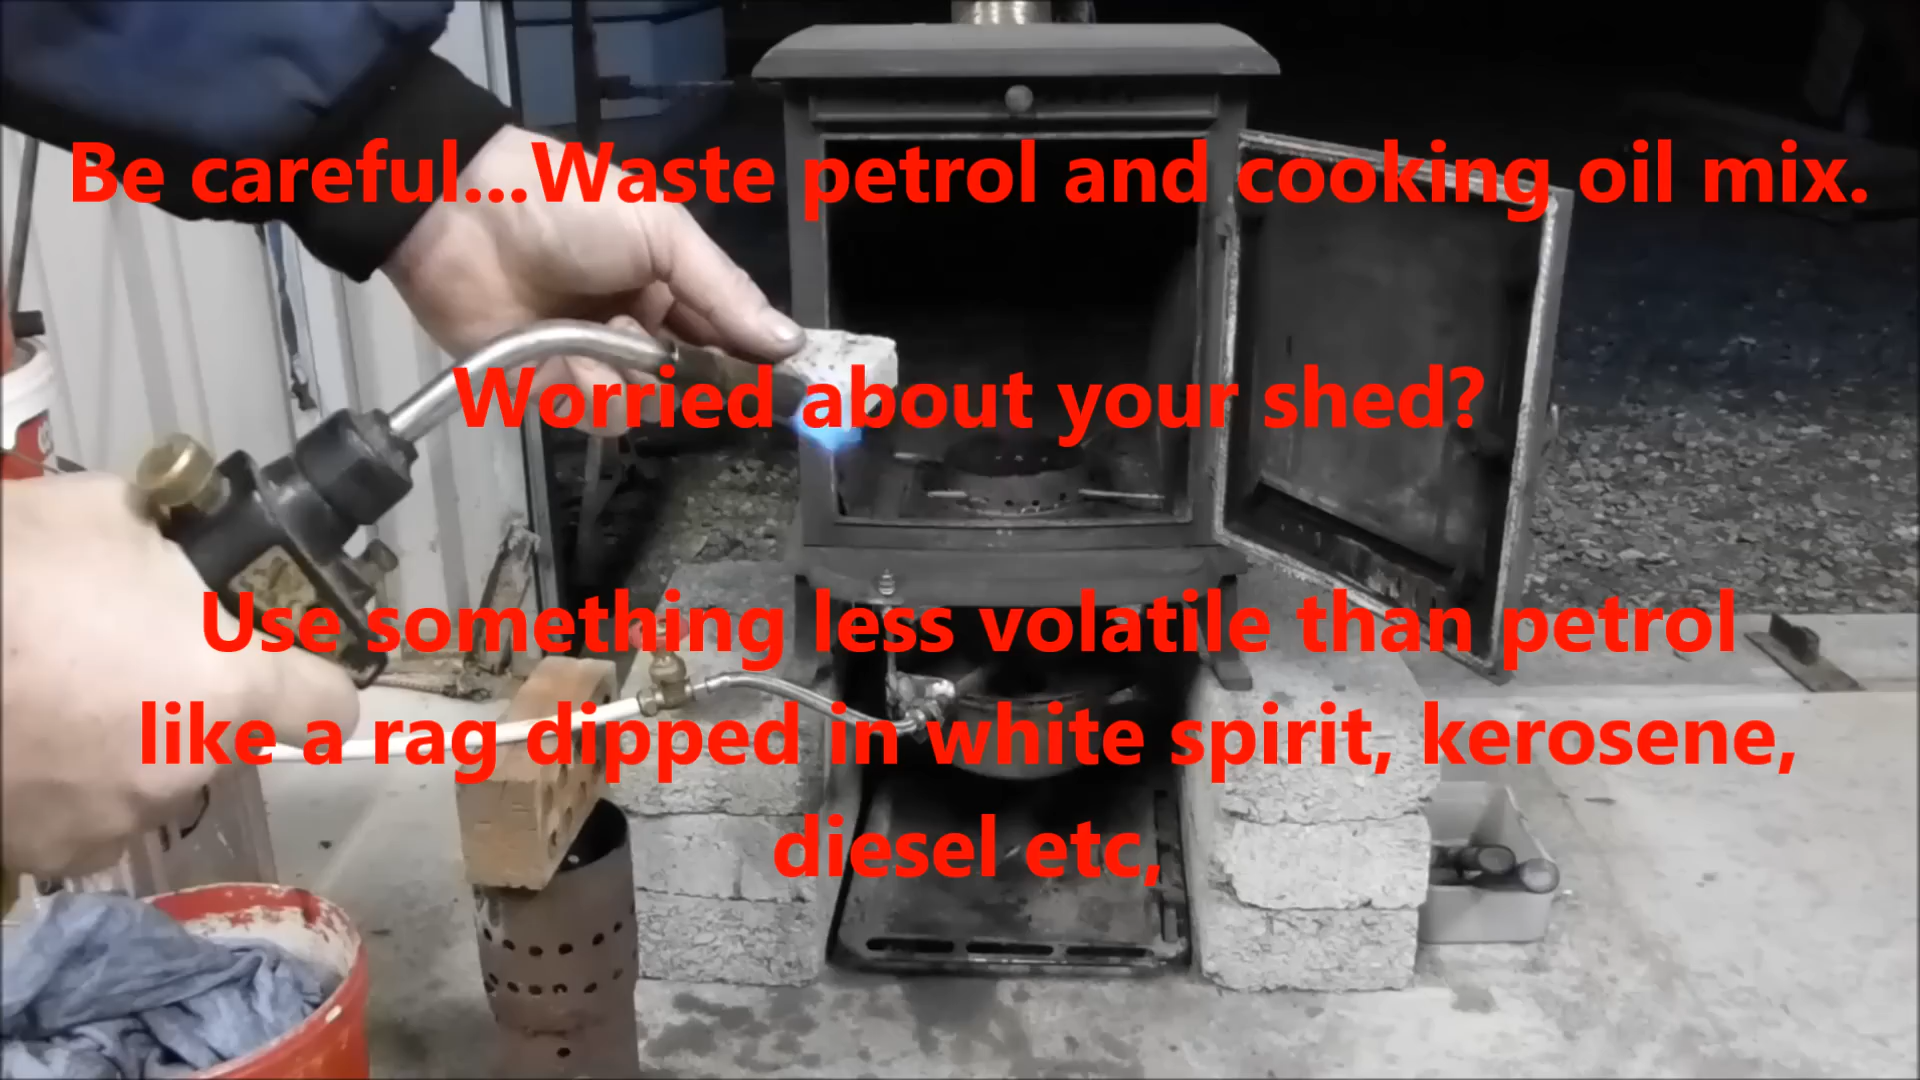 Be careful...Waste petrol and cooking oil mix.
Worried about your shed?
Use something less volatile than petrol
like a rag dipped in white spirit, kerosene,
diesel etc,